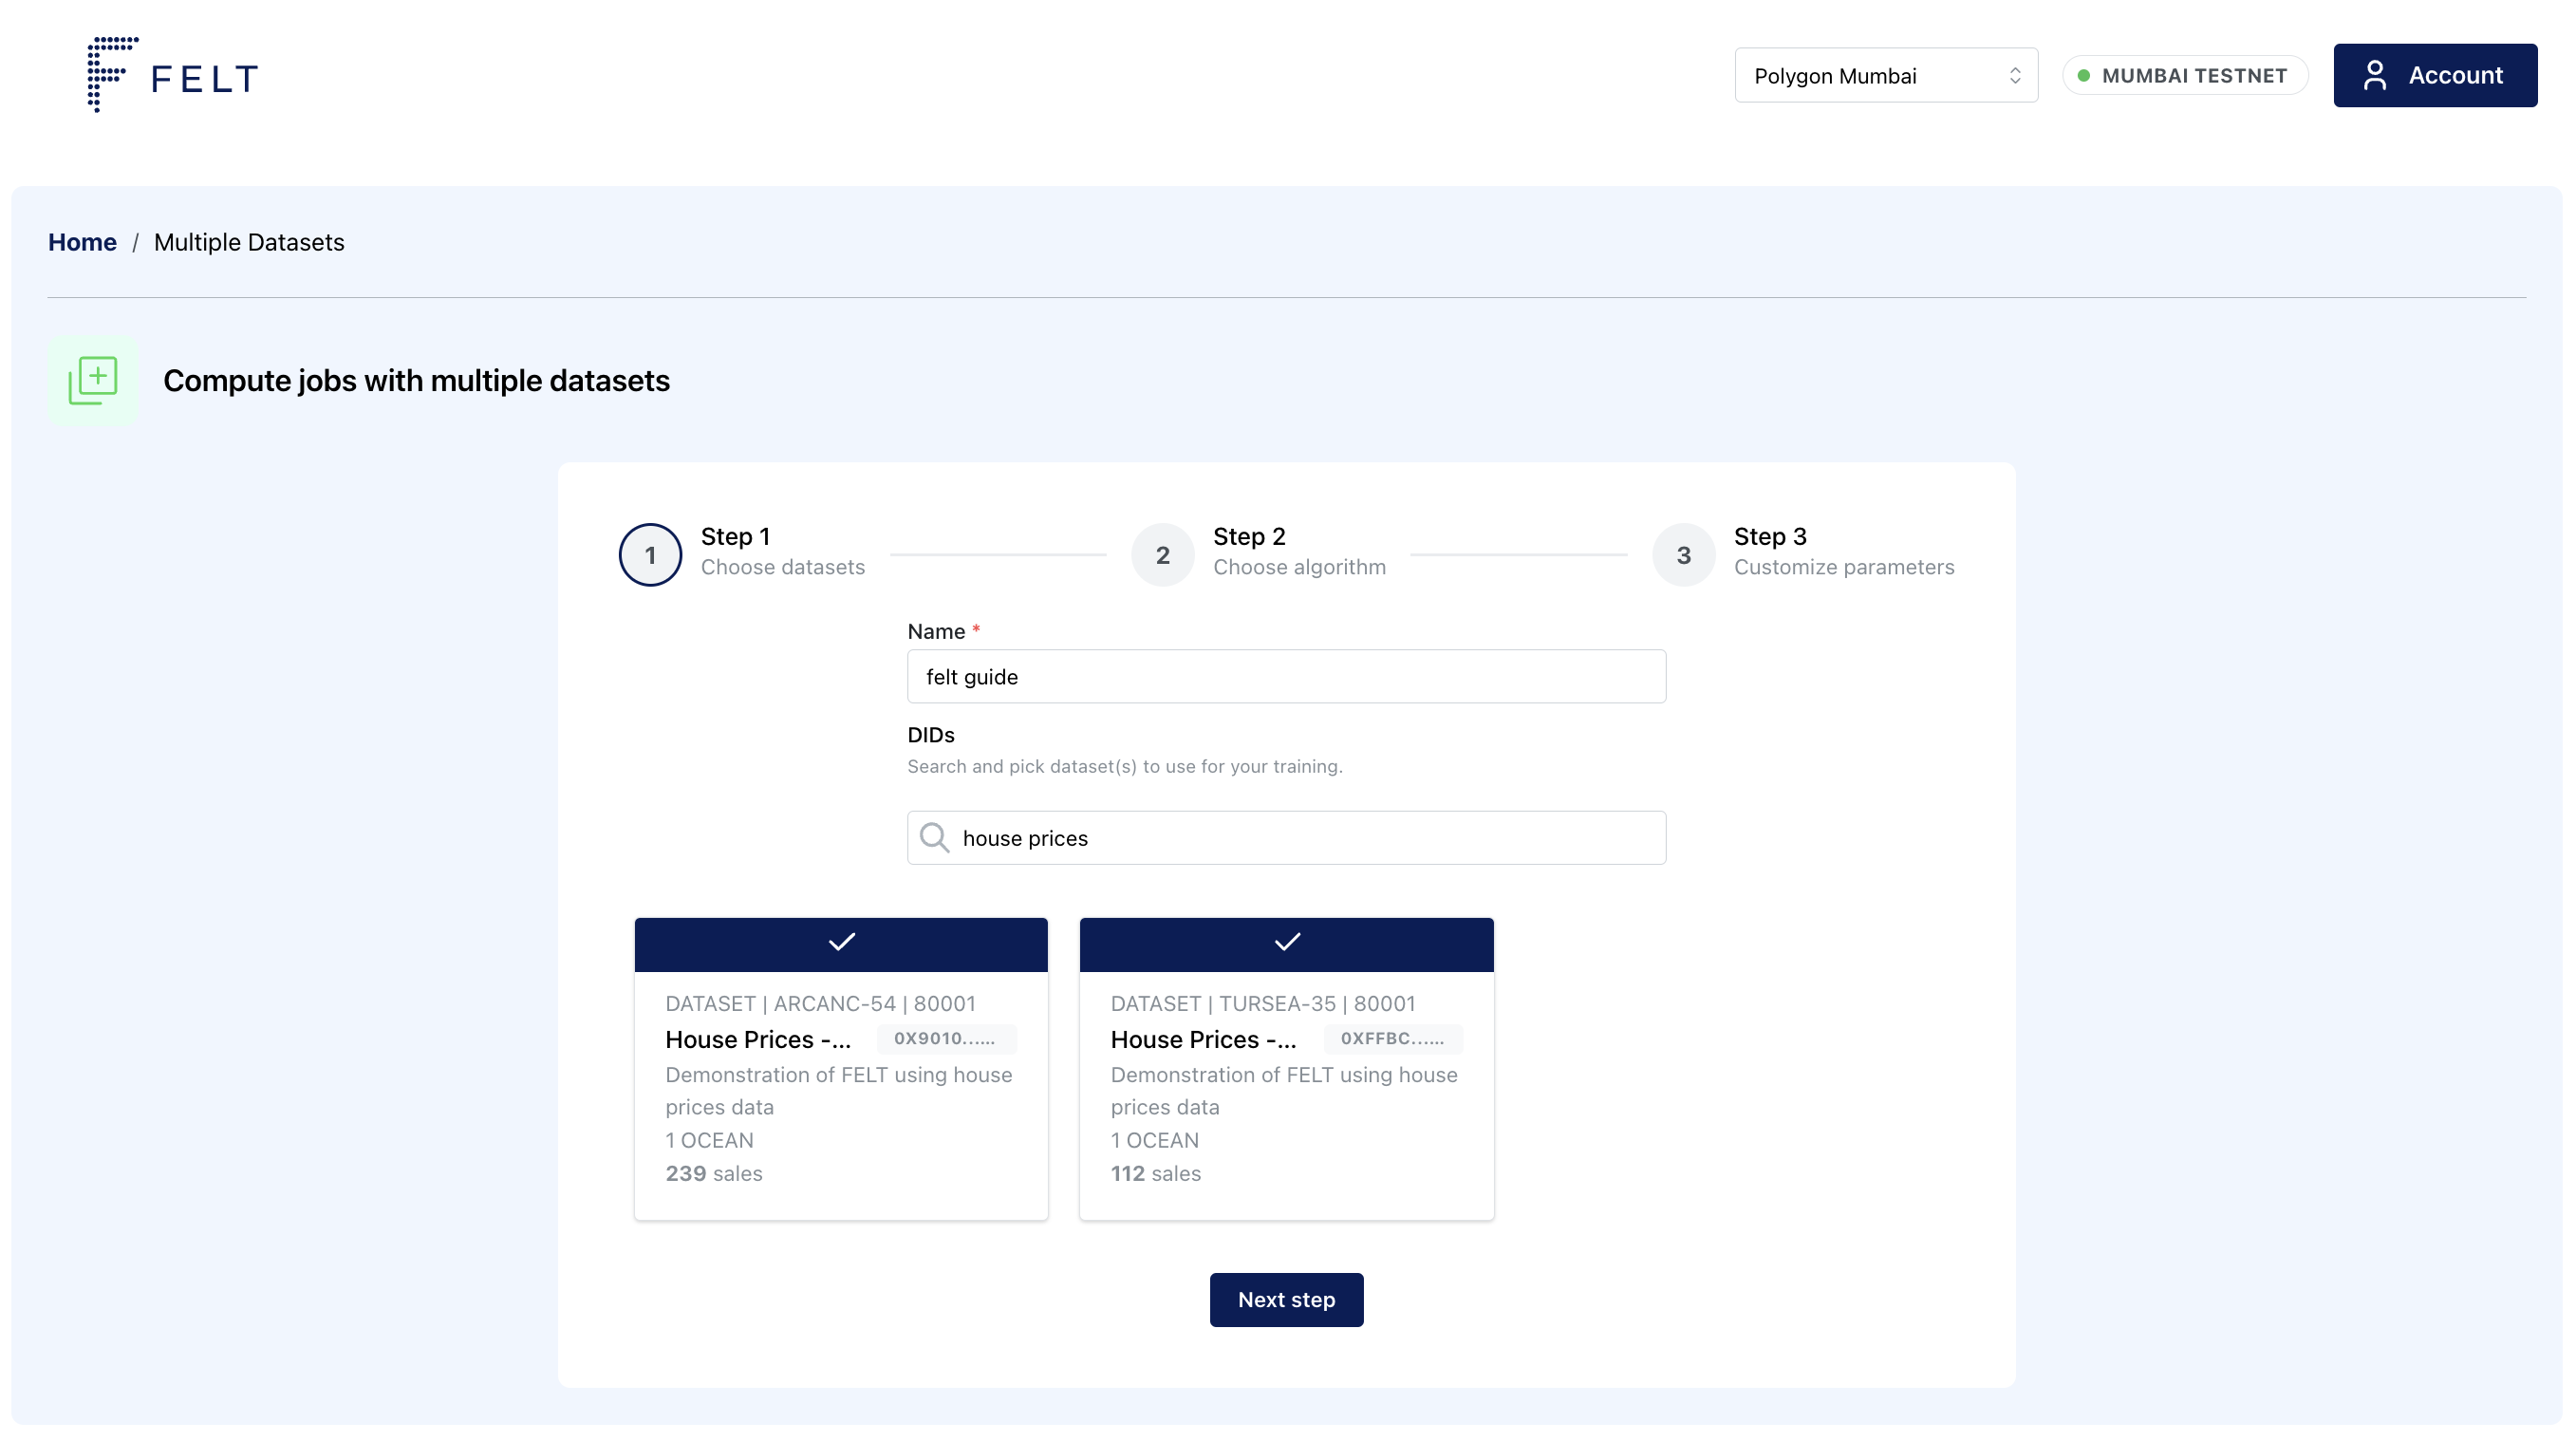 FELT
Polygon Mumbai
MUMBAI TESTNET
Account
Home / Multiple Datasets
Compute jobs with multiple datasets
1
Step 1
Choose datasets
2
Step 2
Choose algorithm
3
Step 3
Customize parameters
Name *
felt guide
DIDs
Search and pick dataset(s) to use for your training.
house prices
DATASET | ARCANC-54 | 80001
House Prices -...
0X9010......
Demonstration of FELT using house
prices data
1 OCEAN
239 sales
DATASET | TURSEA-35 | 80001
House Prices -...
0XFFBC......
Demonstration of FELT using house
prices data
1 OCEAN
112 sales
Next step